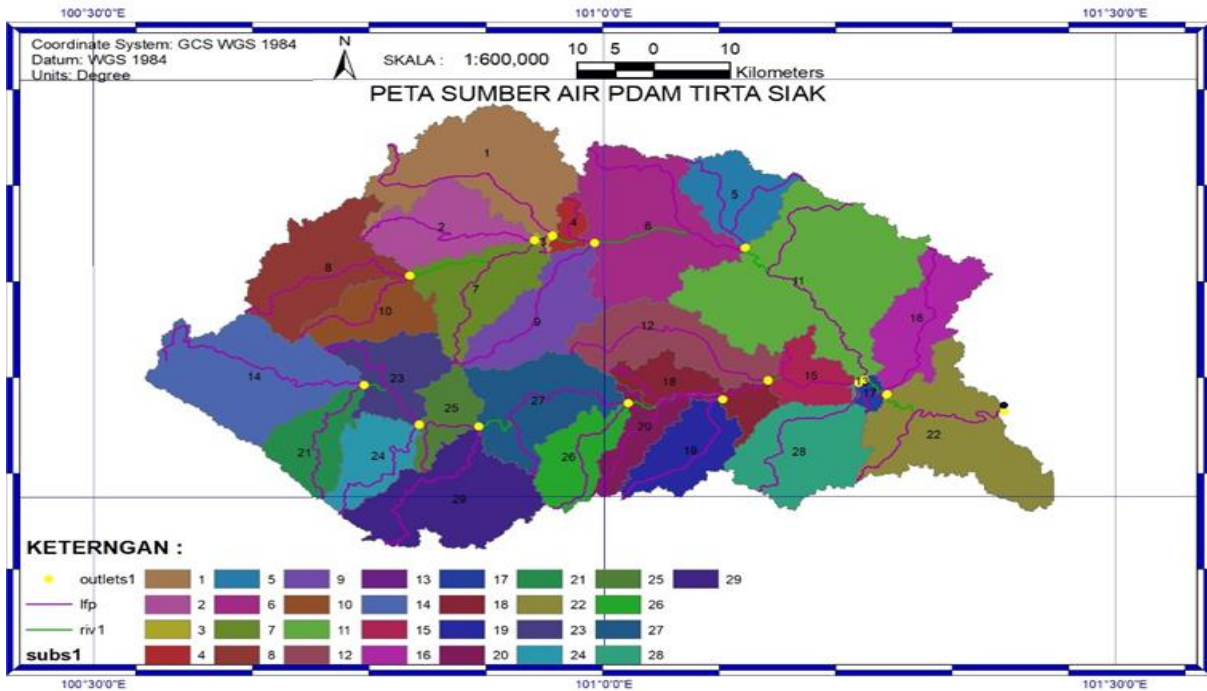 100°30'0"E 101°0'0"E 101°30'0"E
Coordinate System: GCS WGS 1984
Datum: WGS 1984
Units: Degree
N
SKALA : 1:600,000
10 5 0 10
Kilometers
PETA SUMBER AIR PDAM TIRTA SIAK
1
5
4
2
6
8
7
11
10
9
16
12
14
23
18
15
13
17
25
27
20
22
21
24
26
19
28
29
KETERNGAN :
outlets1 1 5 9 13 17 21 25 29
lfp 2 6 10 14 18 22 26
riv1 3 7 11 15 19 23 27
subs1 4 8 12 16 20 24 28
100°30'0"E 101°0'0"E 101°30'0"E